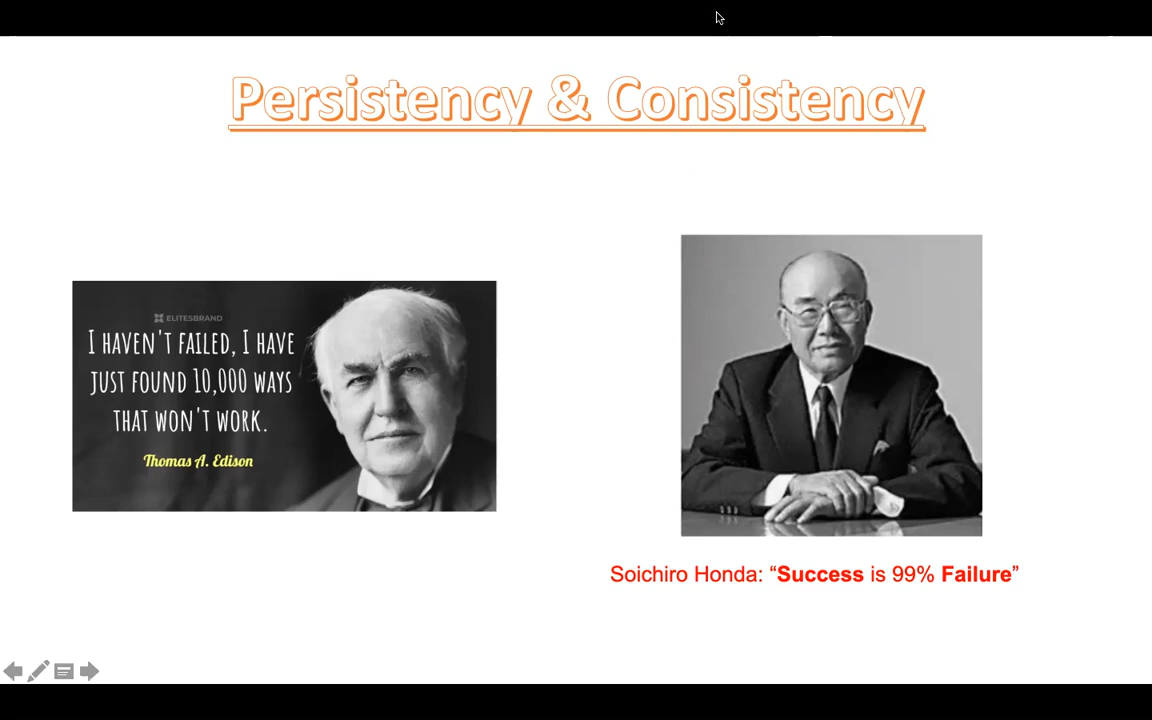 Persistency & Consistency
ELITESBRAND
I HAVEN'T FAILED, I HAVE
JUST FOUND 10,000 WAYS
THAT WON'T WORK.
Thomas A. Edison
Soichiro Honda: “Success is 99% Failure”